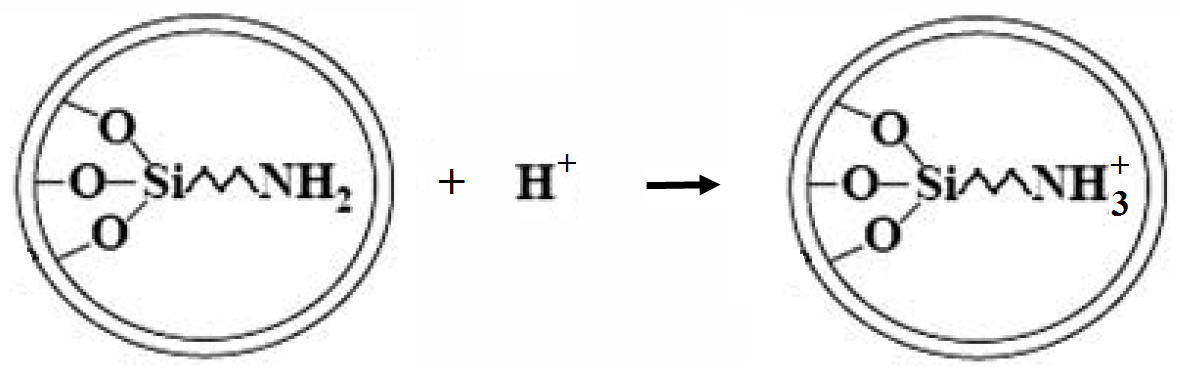 O O
O Si NH2 + H+ O Si NH3+
O O